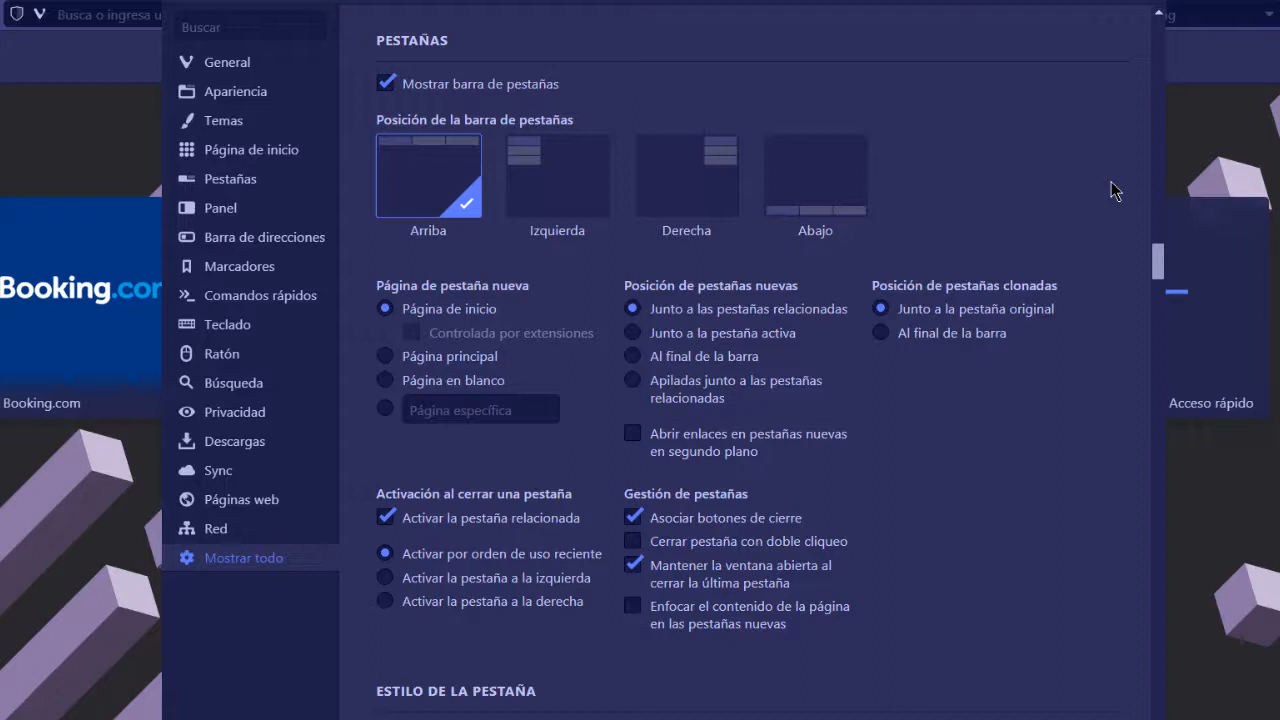 Busca o ingresa u
Buscar
General
Apariencia
Temas
Página de inicio
Pestañas
Panel
Barra de direcciones
Marcadores
Comandos rápidos
Teclado
Ratón
Búsqueda
Privacidad
Descargas
Sync
Páginas web
Red
Mostrar todo
PESTAÑAS
Mostrar barra de pestañas
Posición de la barra de pestañas
Arriba
Izquierda
Derecha
Abajo
Página de pestaña nueva
Página de inicio
Controlada por extensiones
Página principal
Página en blanco
Página específica
Posición de pestañas nuevas
Junto a las pestañas relacionadas
Junto a la pestaña activa
Al final de la barra
Apiladas junto a las pestañas
relacionadas
Abrir enlaces en pestañas nuevas
en segundo plano
Posición de pestañas clonadas
Junto a la pestaña original
Al final de la barra
Activación al cerrar una pestaña
Activar la pestaña relacionada
Activar por orden de uso reciente
Activar la pestaña a la izquierda
Activar la pestaña a la derecha
Gestión de pestañas
Asociar botones de cierre
Cerrar pestaña con doble cliqueo
Mantener la ventana abierta al
cerrar la última pestaña
Enfocar el contenido de la página
en las pestañas nuevas
ESTILO DE LA PESTAÑA
Booking.com
Booking.com
Acceso rápido